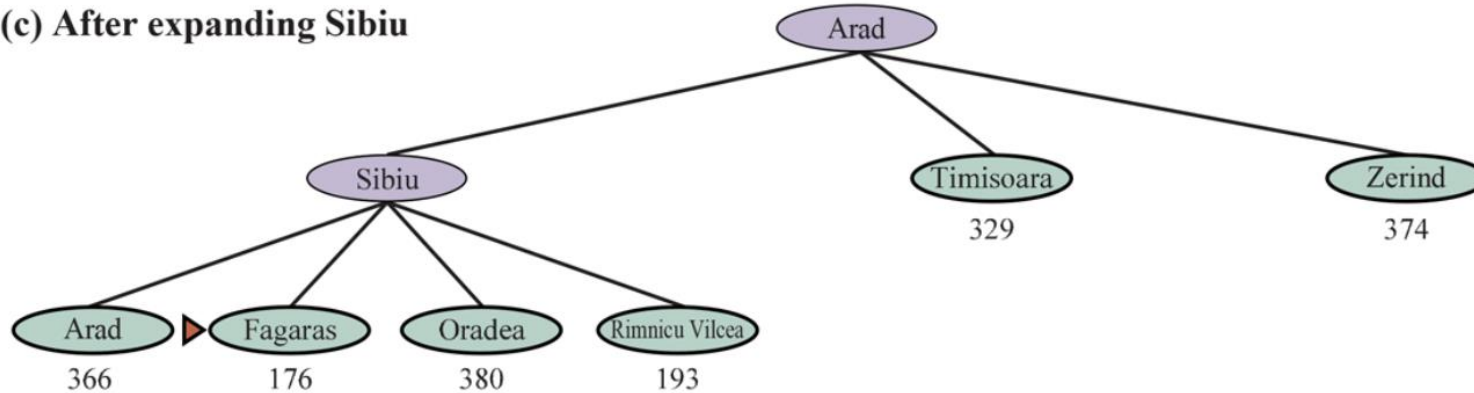 (c) After expanding Sibiu
Arad
Sibiu
Timisoara
Zerind
329
374
Arad
Fagaras
Oradea
Rimnicu Vilcea
366
176
380
193